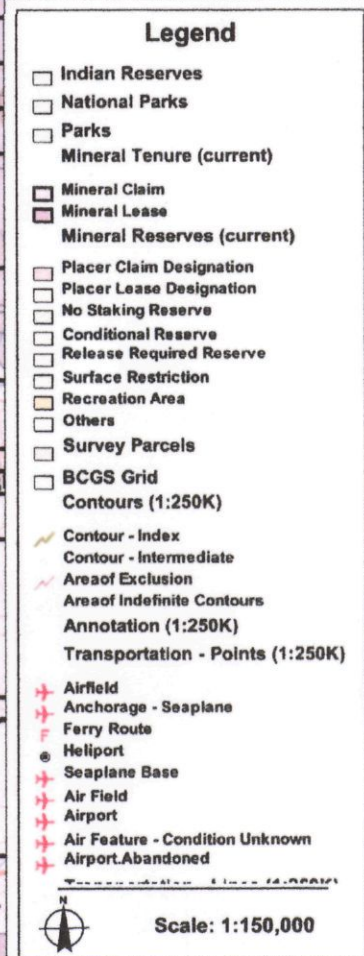 Legend
Indian Reserves
National Parks
Parks
Mineral Tenure (current)
Mineral Claim
Mineral Lease
Mineral Reserves (current)
Placer Claim Designation
Placer Lease Designation
No Staking Reserve
Conditional Reserve
Release Required Reserve
Surface Restriction
Recreation Area
Others
Survey Parcels
BCGS Grid
Contours (1:250K)
Contour - Index
Contour - Intermediate
Areaof Exclusion
Areaof Indefinite Contours
Annotation (1:250K)
Transportation - Points (1:250K)
Airfield
Anchorage - Seaplane
F Ferry Route
Heliport
Seaplane Base
Air Field
Airport
Air Feature - Condition Unknown
Airport.Abandoned
N
Scale: 1:150,000